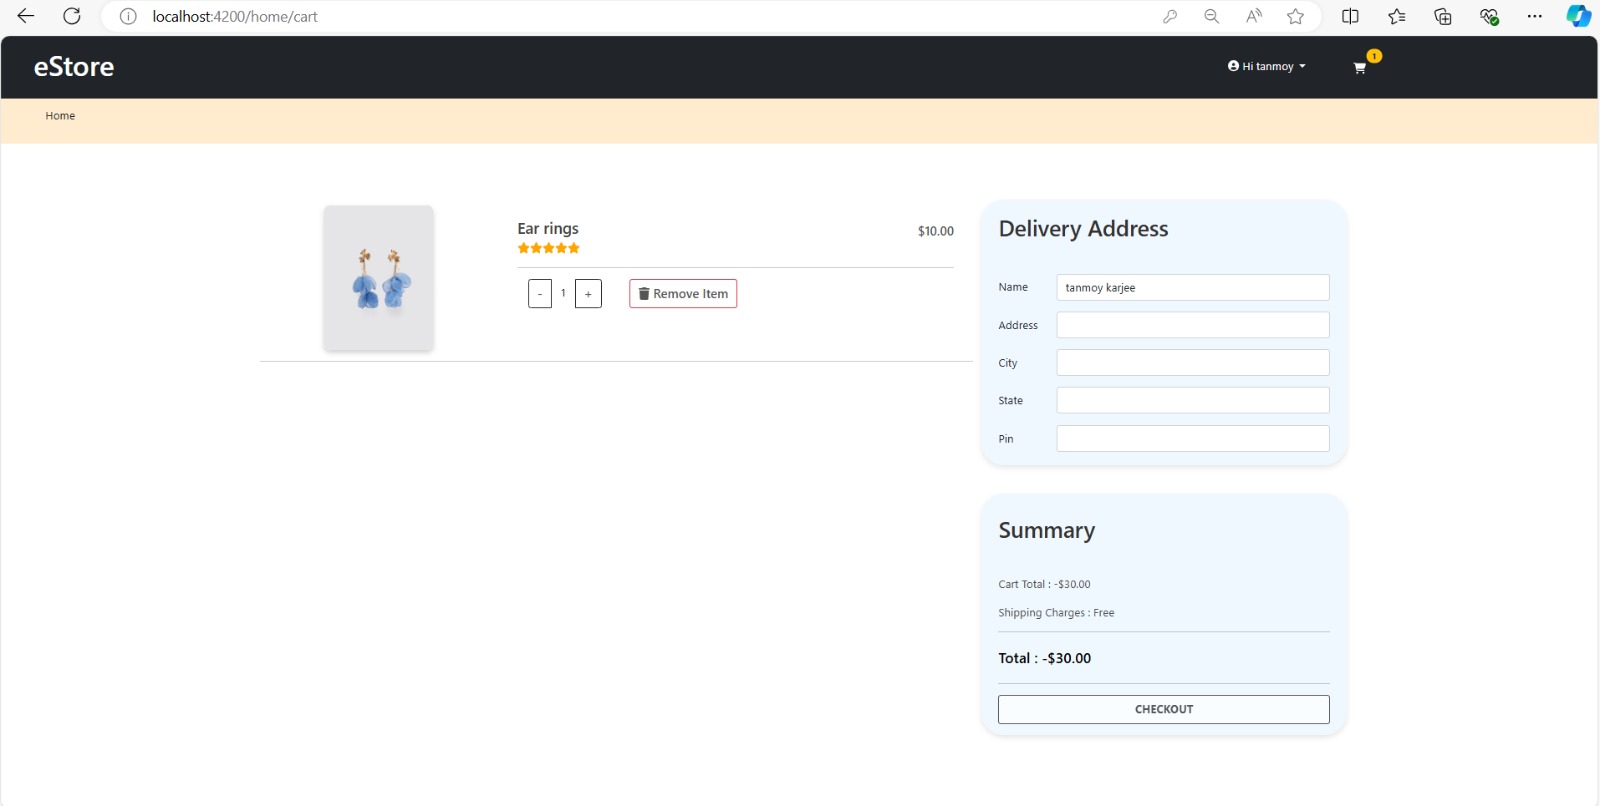 localhost:4200/home/cart
eStore
Hi tanmoy
1
Home
Ear rings
$10.00
- 1 +
Remove Item
Delivery Address
Name tanmoy karjee
Address
City
State
Pin
Summary
Cart Total : -$30.00
Shipping Charges : Free
Total : -$30.00
CHECKOUT